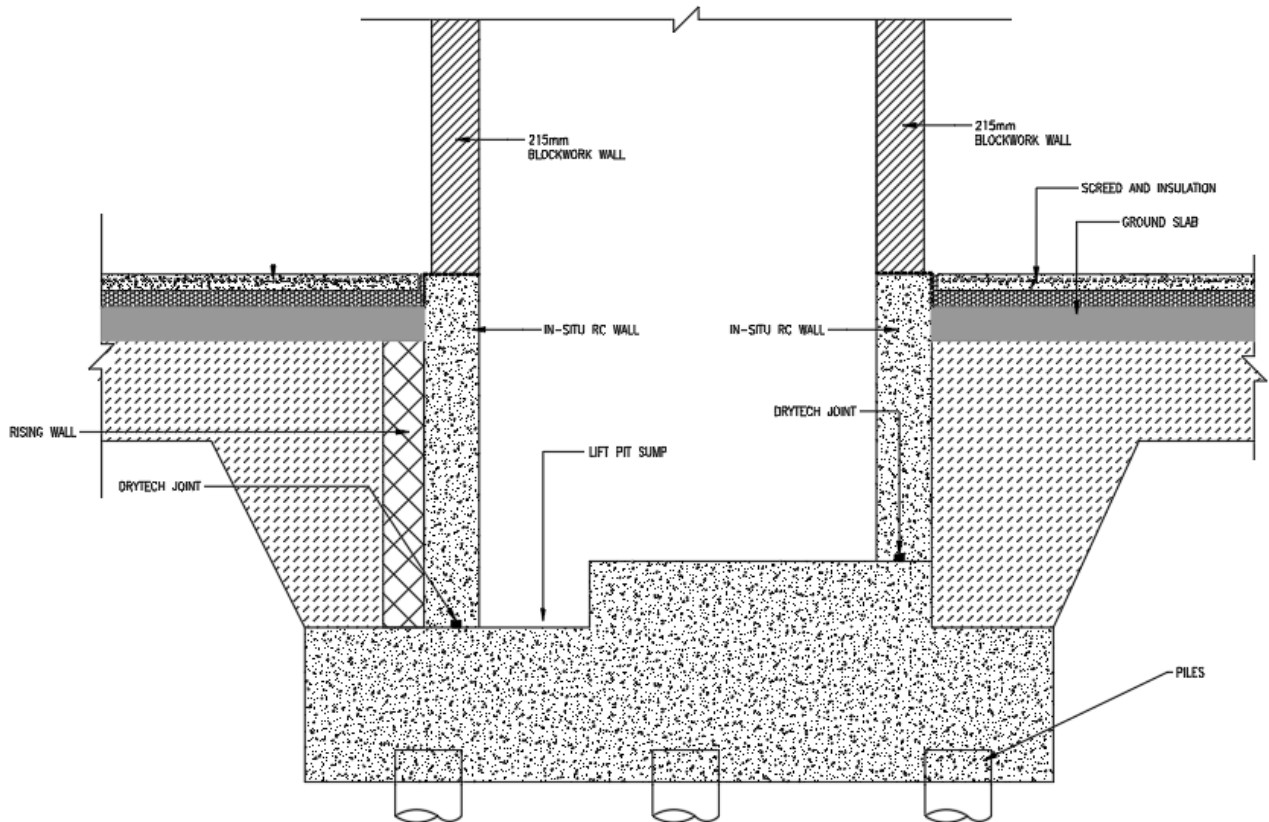 215mm
BLOCKWORK WALL
215mm
BLOCKWORK WALL
SCREED AND INSULATION
GROUND SLAB
IN-SITU RC WALL
IN-SITU RC WALL
DRYTECH JOINT
RISING WALL
LIFT PIT SUMP
DRYTECH JOINT
PILES